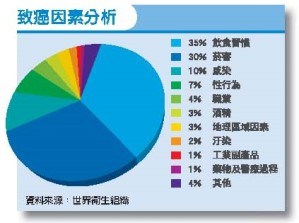 致癌因素分析
35% 飲食習慣
30% 菸害
10% 感染
7% 性行為
4% 職業
3% 酒精
3% 地理區域因素
2% 汙染
1% 工業副產品
1% 藥物及醫療過程
4% 其他
資料來源：世界衛生組織